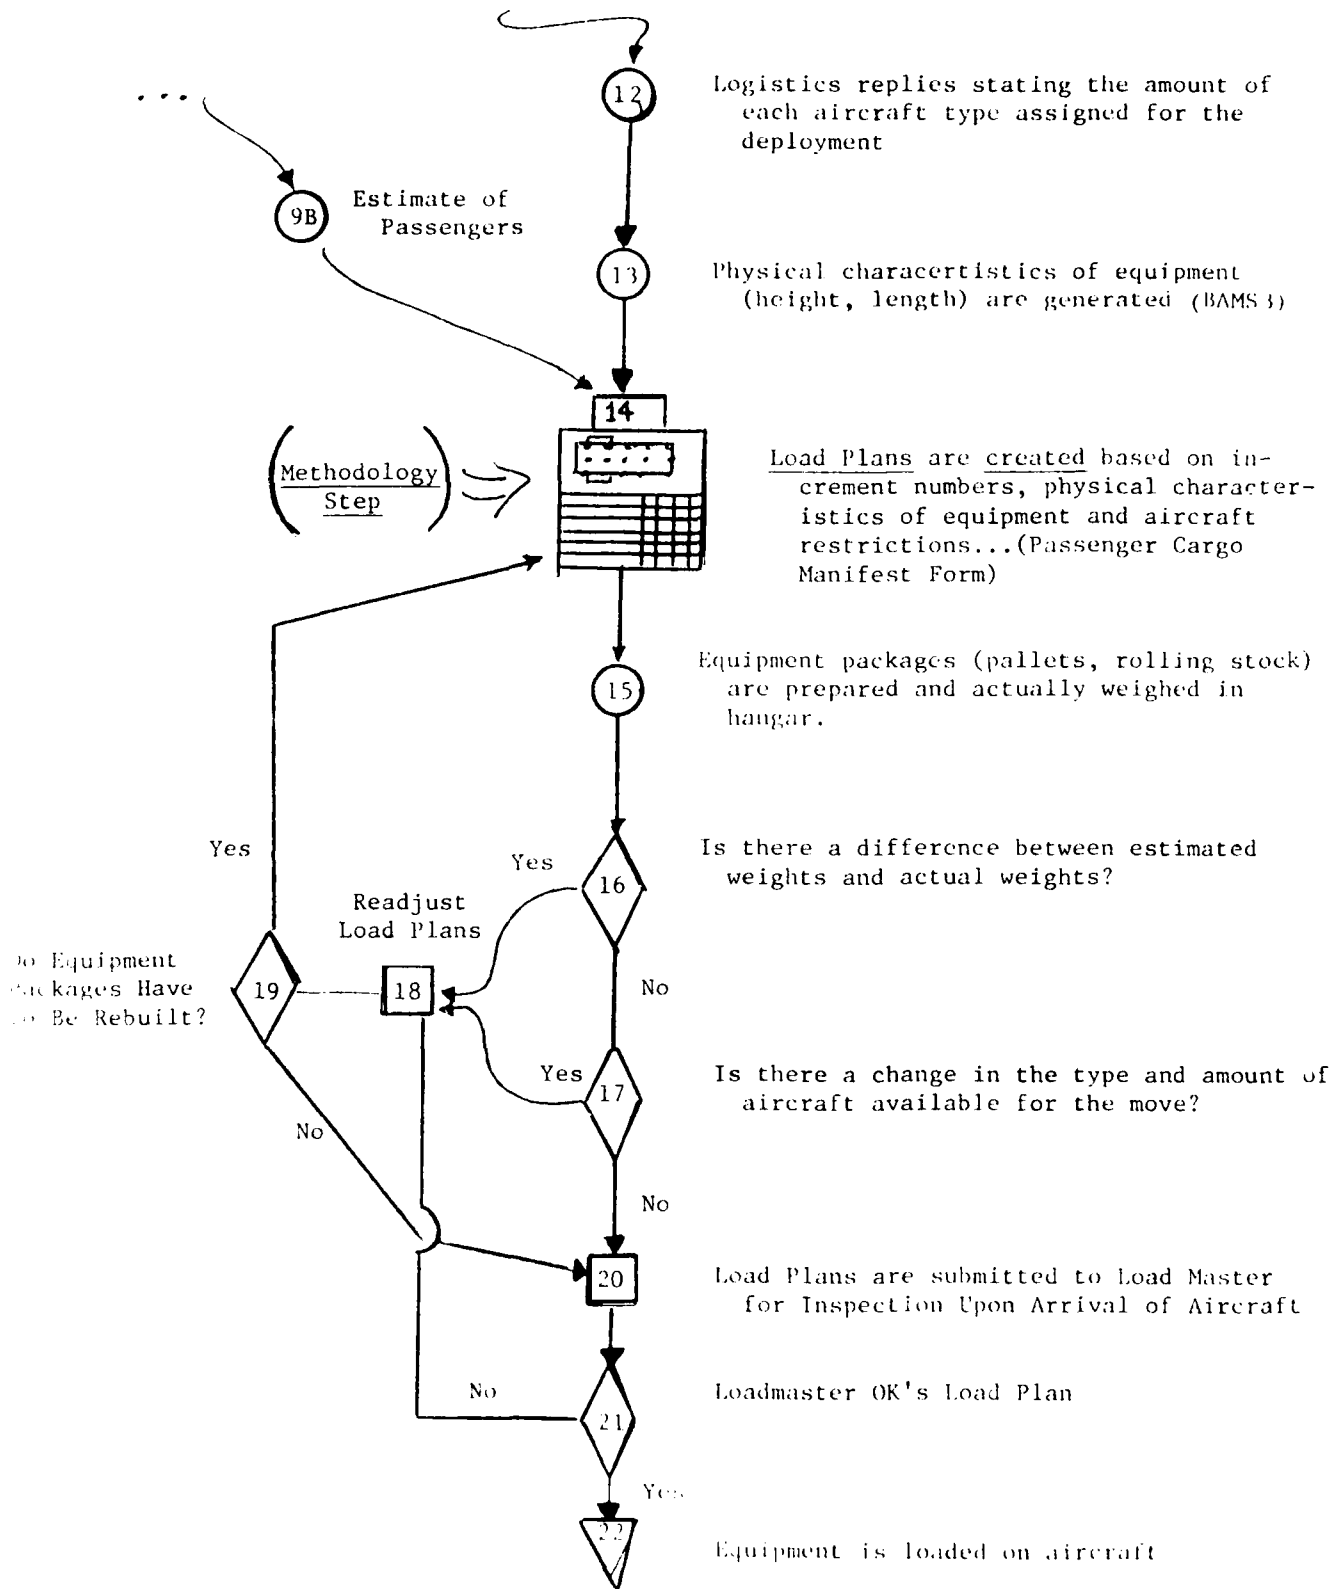 12
Logistics replies stating the amount of
each aircraft type assigned for the
deployment
...
9B
Estimate of
Passengers
13
Physical characertistics of equipment
(height, length) are generated (BAMS3)
14
(Methodology
Step)
Load Plans are created based on in-
crement numbers, physical character-
istics of equipment and aircraft
restrictions...(Passenger Cargo
Manifest Form)
15
Equipment packages (pallets, rolling stock)
are prepared and actually weighed in
hangar.
Yes
Yes
16
Is there a difference between estimated
weights and actual weights?
Readjust
Load Plans
Do Equipment
Packages Have
To Be Rebuilt?
19
18
No
Yes
17
Is there a change in the type and amount of
aircraft available for the move?
No
No
20
Load Plans are submitted to Load Master
for Inspection Upon Arrival of Aircraft
No
21
Loadmaster OK's Load Plan
Yes
22
Equipment is loaded on aircraft